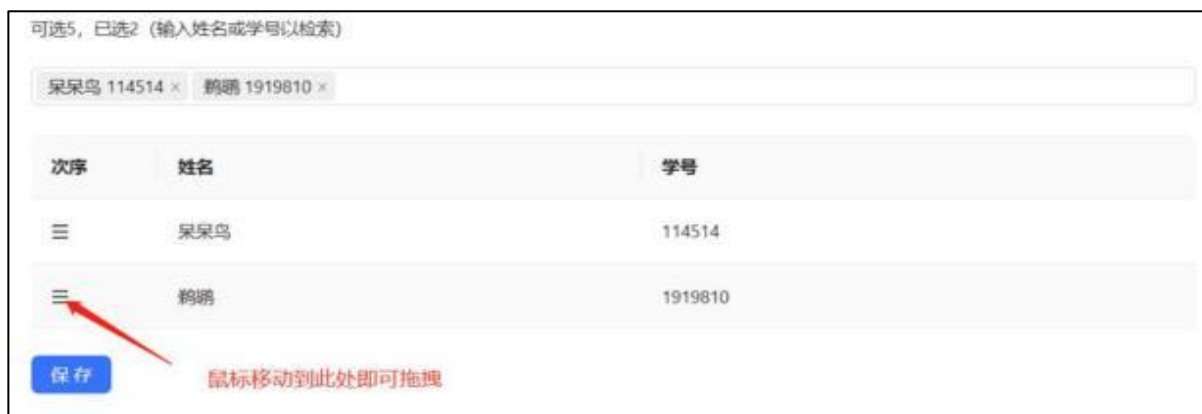 可选5，已选2（输入姓名或学号以检索）
呆呆鸟 114514 × 鹈鹕 1919810 ×
次序 姓名 学号
呆呆鸟 114514
鹈鹕 1919810
保存
鼠标移动到此处即可拖拽